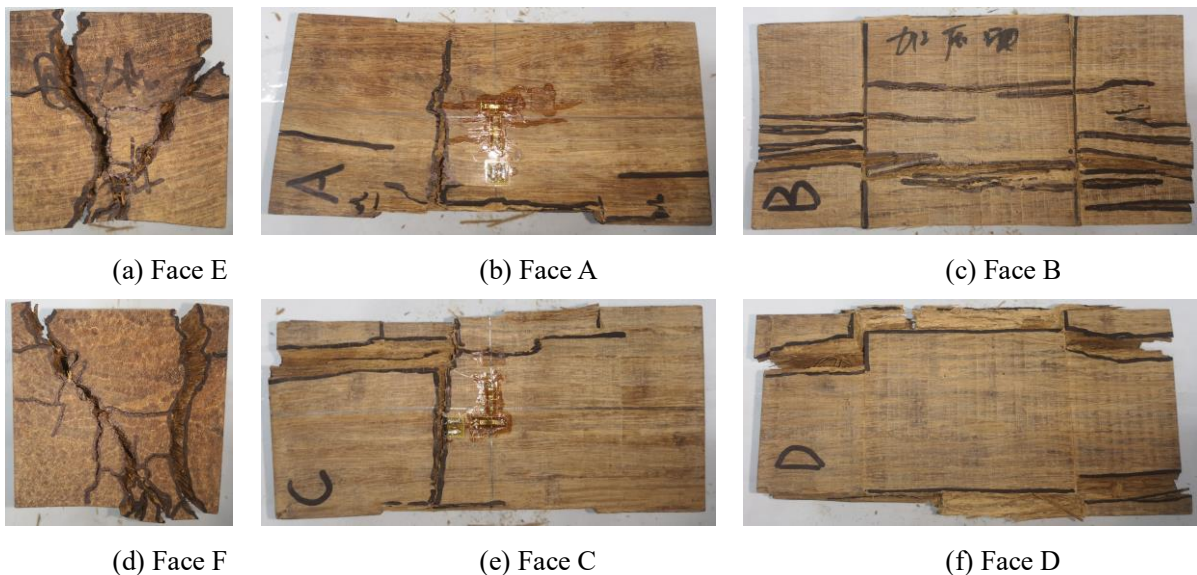 A
B
(a) Face E
(b) Face A
(c) Face B
C
D
(d) Face F
(e) Face C
(f) Face D